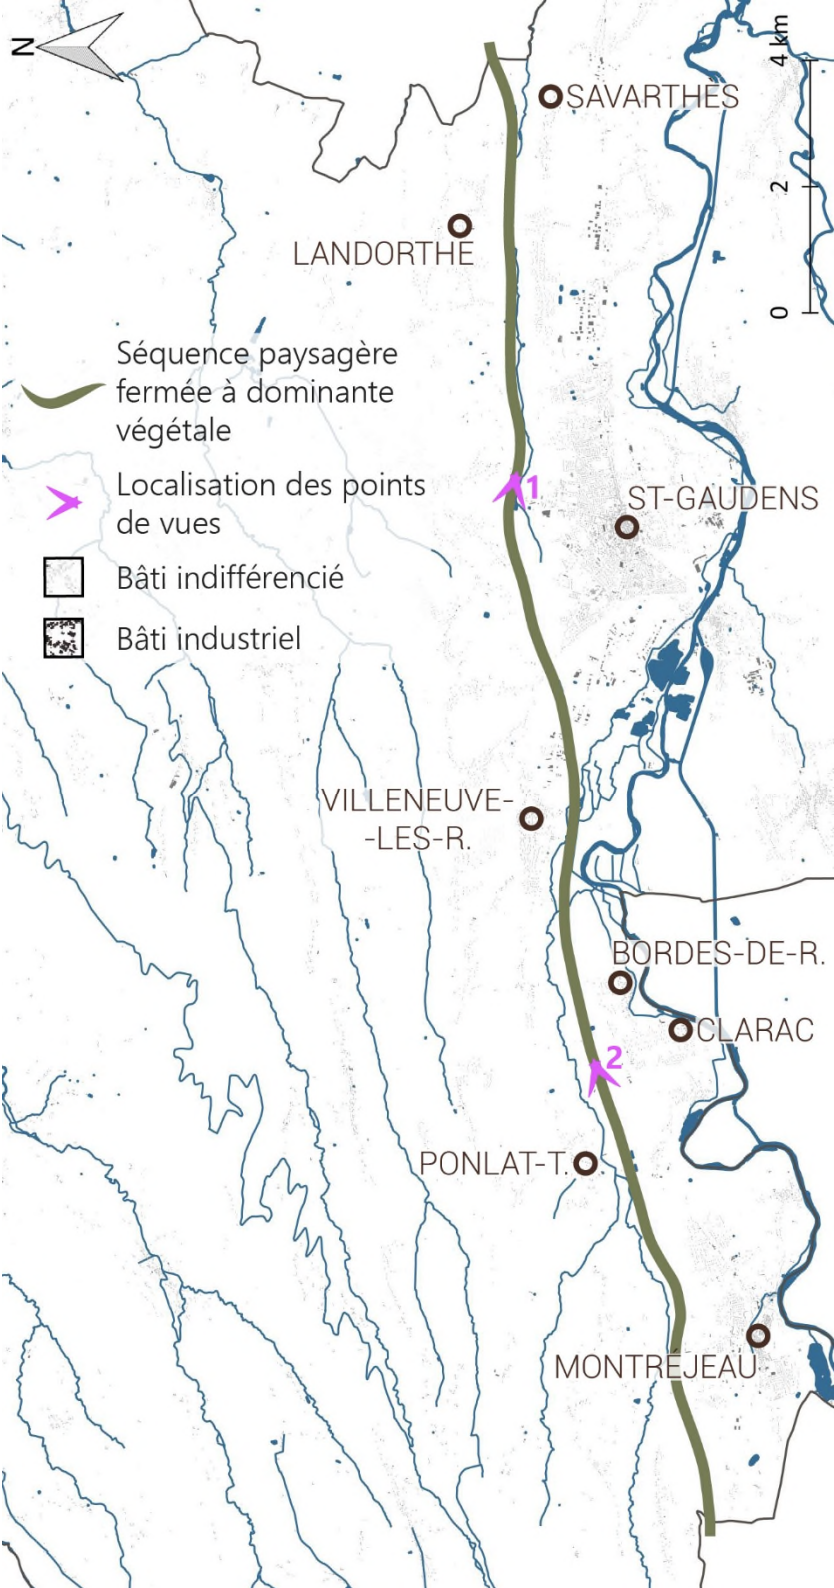 N
4 km
2
0
SAVARTHES
LANDORTHE
Séquence paysagère
fermée à dominante
végétale
Localisation des points
de vues
Bâti indifférencié
Bâti industriel
1
ST-GAUDENS
VILLENEUVE-
-LES-R.
BORDES-DE-R.
CLARAC
2
PONLAT-T.
MONTRÉJEAU